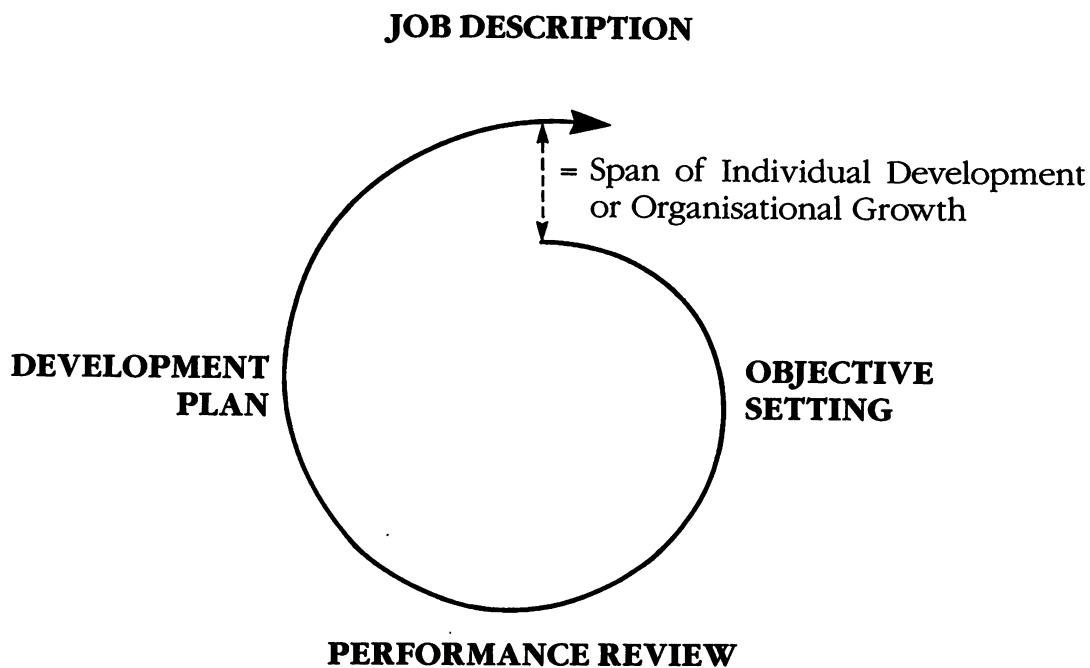 JOB DESCRIPTION
= Span of Individual Development
or Organisational Growth
DEVELOPMENT
PLAN
OBJECTIVE
SETTING
PERFORMANCE REVIEW